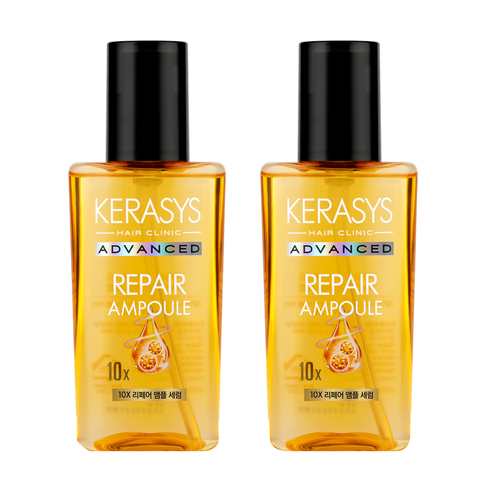 KERASYS
HAIR CLINIC
ADVANCED
REPAIR
AMPOULE
10X
10X 리페어 앰플 세럼
KERASYS
HAIR CLINIC
ADVANCED
REPAIR
AMPOULE
10X
10X 리페어 앰플 세럼